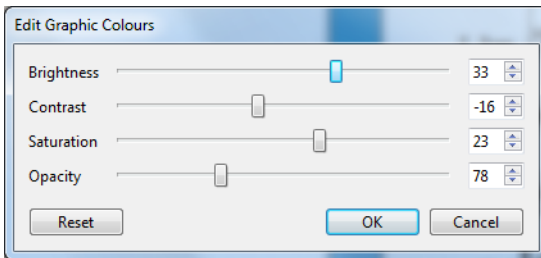 Edit Graphic Colours
Brightness 33
Contrast -16
Saturation 23
Opacity 78
Reset OK Cancel